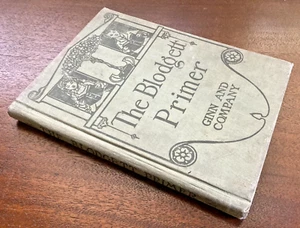 The Blodgett
Primer
GINN AND
COMPANY